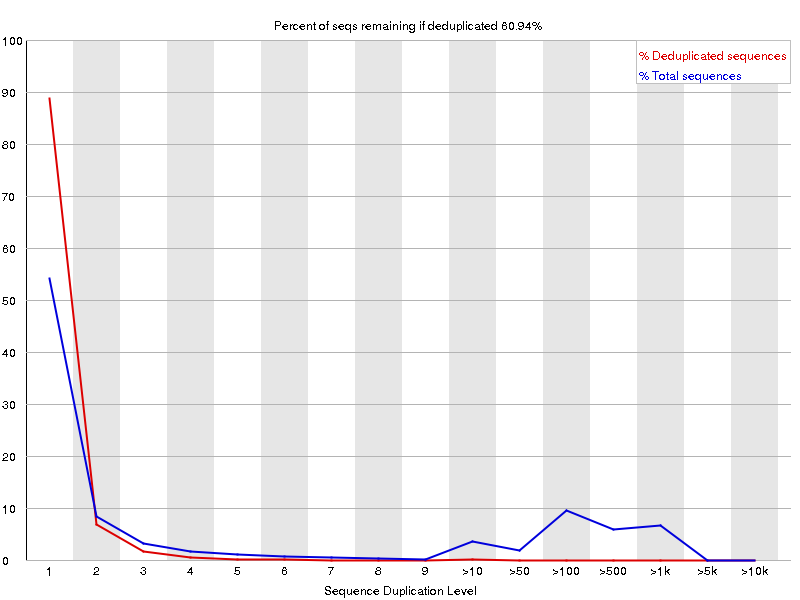 Percent of seqs remaining if deduplicated 60.94%
% Deduplicated sequences
% Total sequences
100
90
80
70
60
50
40
30
20
10
0
1 2 3 4 5 6 7 8 9 >10 >50 >100 >500 >1k >5k >10k
Sequence Duplication Level